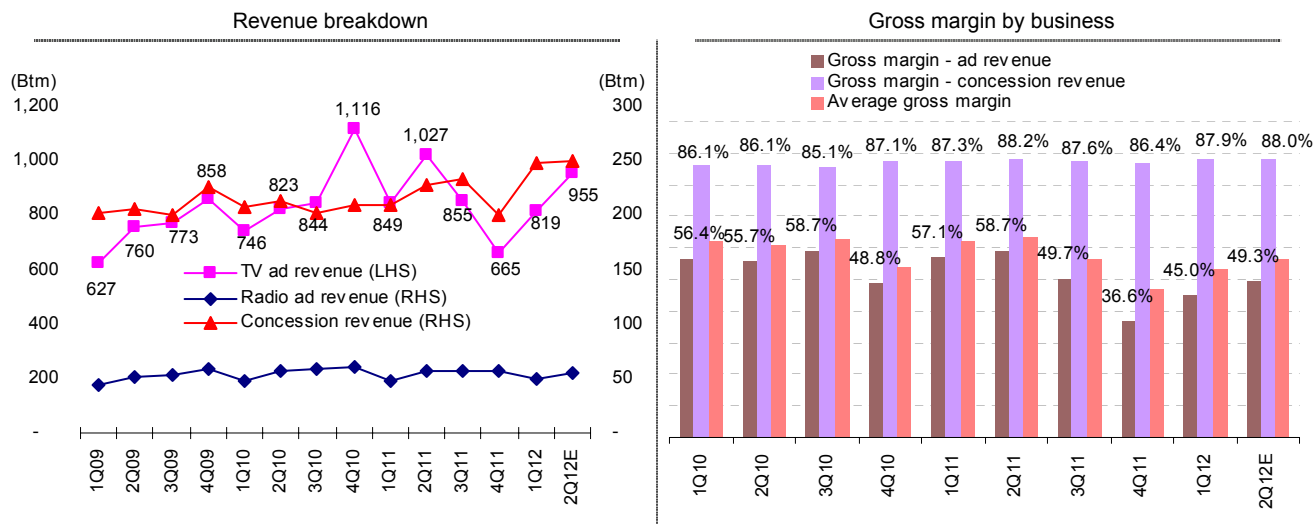 Revenue breakdown
(Btm)
(Btm)
1,200
1,000
800
600
400
200
-
300
250
200
150
100
50
-
627
760
773
858
746
823
844
1,116
849
1,027
855
665
819
955
TV ad revenue (LHS)
Radio ad revenue (RHS)
Concession revenue (RHS)
1Q09
2Q09
3Q09
4Q09
1Q10
2Q10
3Q10
4Q10
1Q11
2Q11
3Q11
4Q11
1Q12
2Q12E
Gross margin by business
Gross margin - ad revenue
Gross margin - concession revenue
Average gross margin
86.1%
86.1%
85.1%
87.1%
87.3%
88.2%
87.6%
86.4%
87.9%
88.0%
56.4%
55.7%
58.7%
48.8%
57.1%
58.7%
49.7%
36.6%
45.0%
49.3%
1Q10
2Q10
3Q10
4Q10
1Q11
2Q11
3Q11
4Q11
1Q12
2Q12E